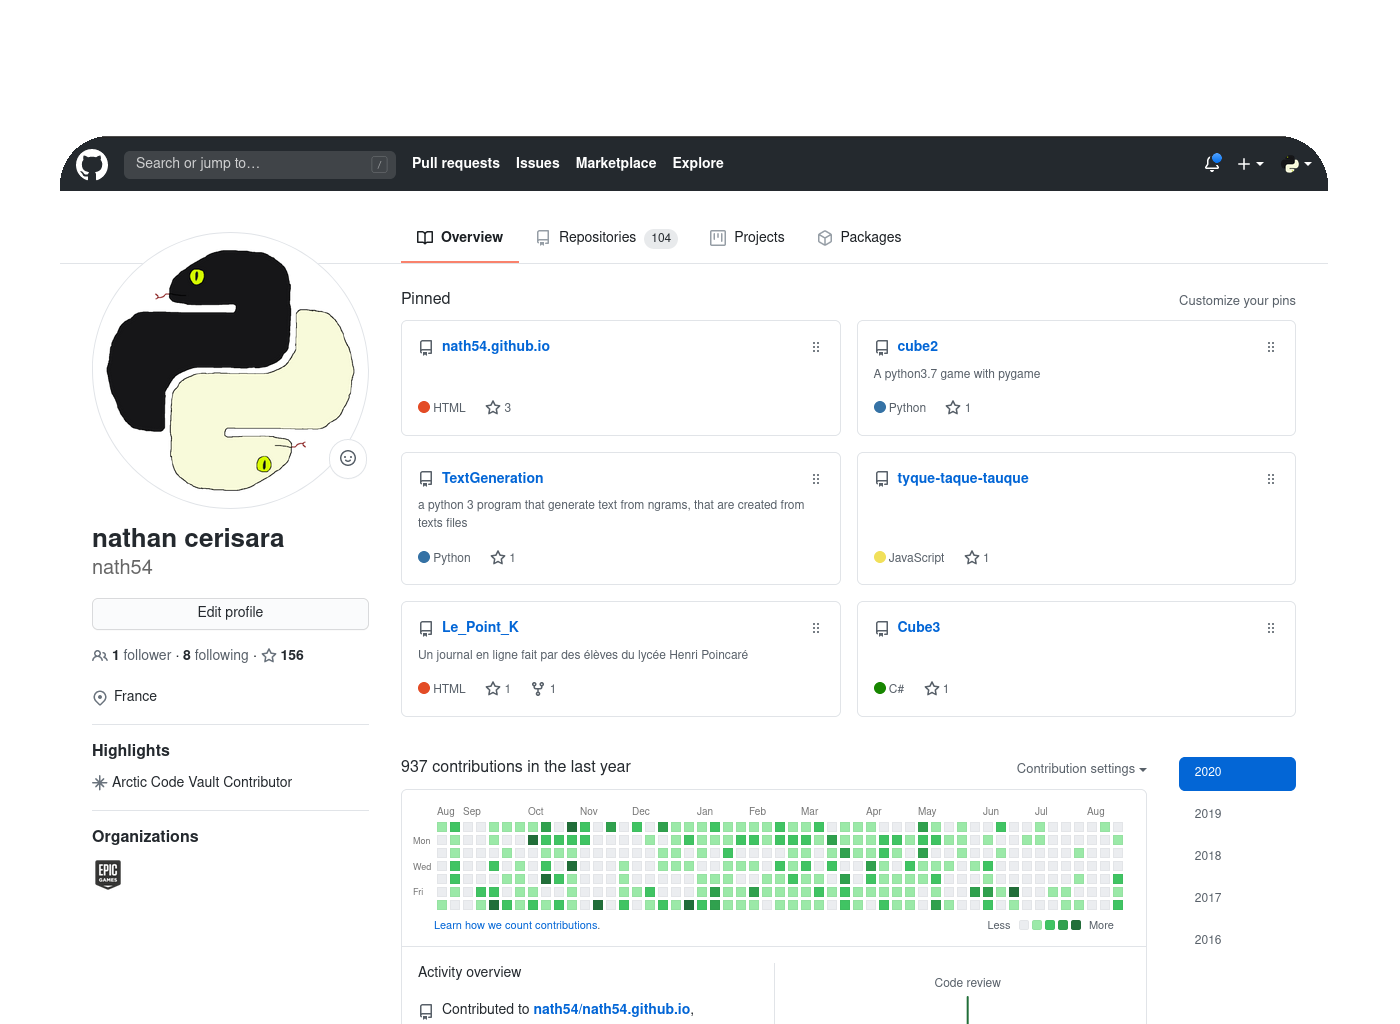 Search or jump to… / Pull requests Issues Marketplace Explore
Overview Repositories 104 Projects Packages
Pinned Customize your pins
nath54.github.io
HTML 3
cube2
A python3.7 game with pygame
Python 1
TextGeneration
a python 3 program that generate text from ngrams, that are created from
texts files
Python 1
tyque-taque-tauque
JavaScript 1
Le_Point_K
Un journal en ligne fait par des élèves du lycée Henri Poincaré
HTML 1 1
Cube3
C# 1
nathan cerisara
nath54
Edit profile
1 follower · 8 following · 156
France
Highlights
Arctic Code Vault Contributor
Organizations
EPIC
GAMES
937 contributions in the last year Contribution settings
2020
2019
2018
2017
2016
Aug Sep Oct Nov Dec Jan Feb Mar Apr May Jun Jul Aug
Mon
Wed
Fri
Learn how we count contributions. Less More
Activity overview
Contributed to nath54/nath54.github.io,
Code review